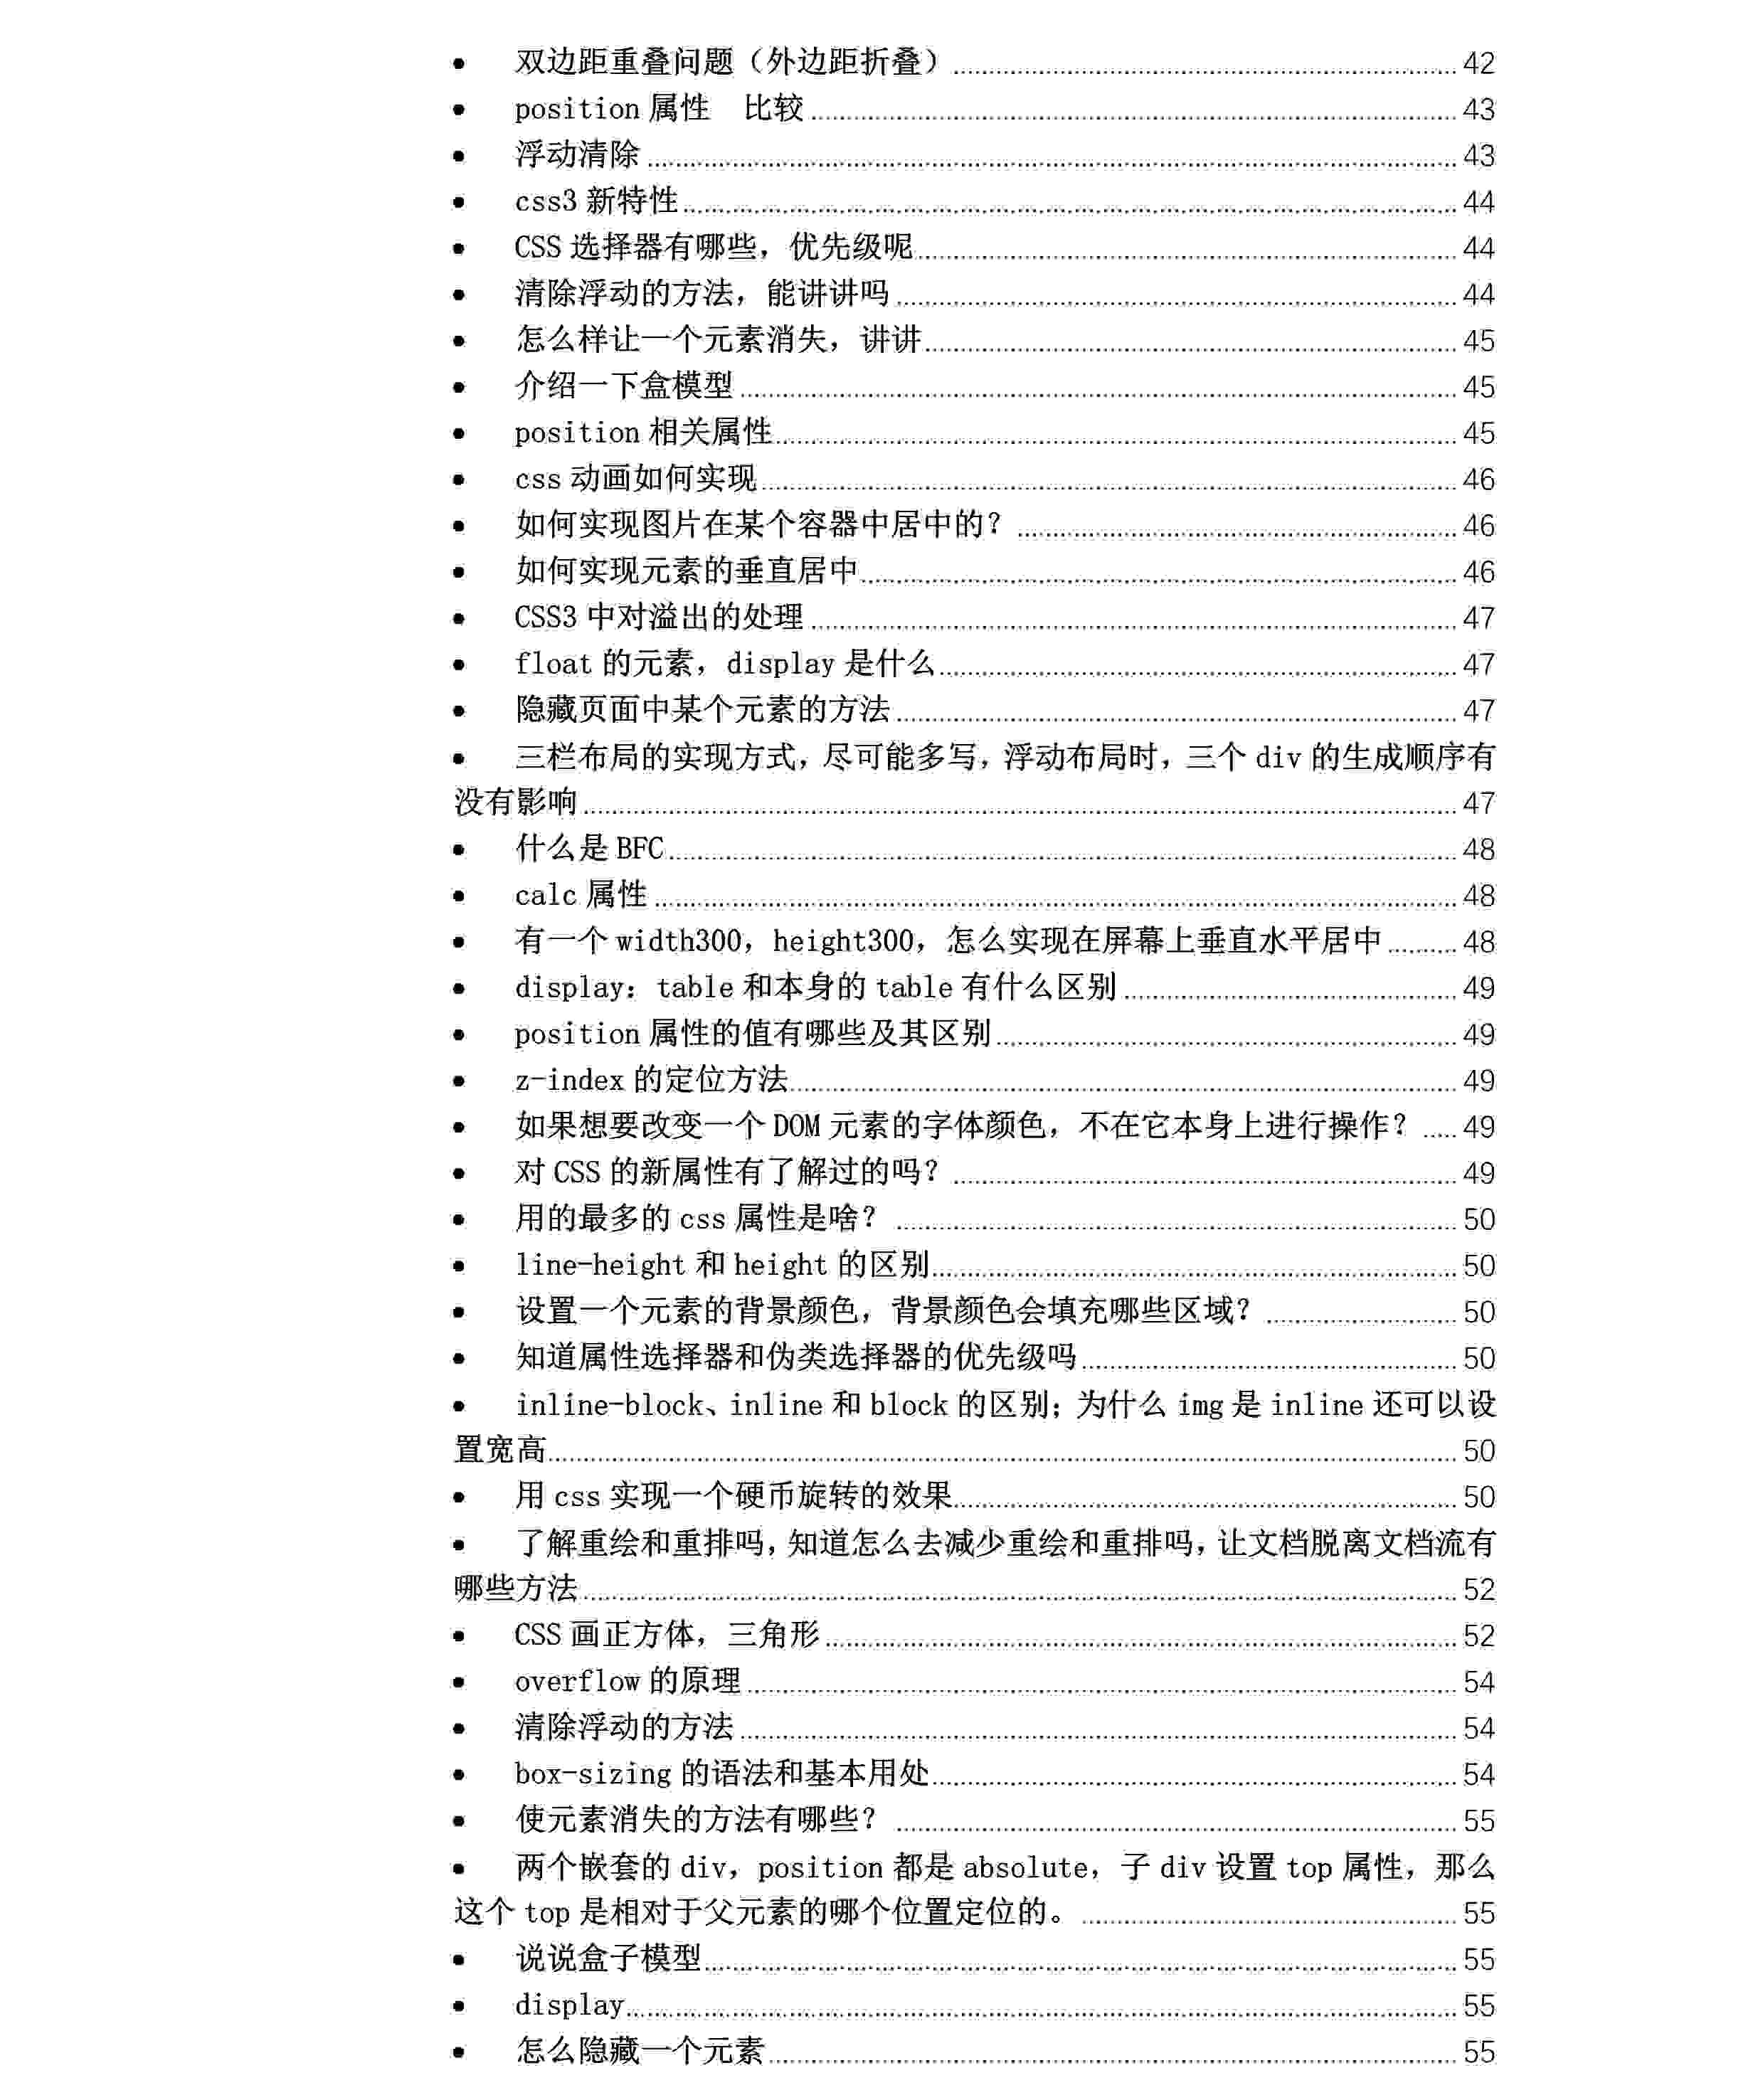 • 双边距重叠问题（外边距折叠） 42
• position 属性　比较 43
• 浮动清除 43
• css3 新特性 44
• CSS 选择器有哪些，优先级呢 44
• 清除浮动的方法，能讲讲吗 44
• 怎么样让一个元素消失，讲讲 45
• 介绍一下盒模型 45
• position 相关属性 45
• css 动画如何实现 46
• 如何实现图片在某个容器中居中的？ 46
• 如何实现元素的垂直居中 46
• CSS3 中对溢出的处理 47
• float 的元素，display 是什么 47
• 隐藏页面中某个元素的方法 47
• 三栏布局的实现方式，尽可能多写，浮动布局时，三个 div 的生成顺序有
没有影响 47
• 什么是 BFC 48
• calc 属性 48
• 有一个 width300，height300，怎么实现在屏幕上垂直水平居中 48
• display：table 和本身的 table 有什么区别 49
• position 属性的值有哪些及其区别 49
• z-index 的定位方法 49
• 如果想要改变一个 DOM 元素的字体颜色，不在它本身上进行操作？ 49
• 对 CSS 的新属性有了解过的吗？ 49
• 用的最多的 css 属性是啥？ 50
• line-height 和 height 的区别 50
• 设置一个元素的背景颜色，背景颜色会填充哪些区域？ 50
• 知道属性选择器和伪类选择器的优先级吗 50
• inline-block、inline 和 block 的区别；为什么 img 是 inline 还可以设
置宽高 50
• 用 css 实现一个硬币旋转的效果 50
• 了解重绘和重排吗，知道怎么去减少重绘和重排吗，让文档脱离文档流有
哪些方法 52
• CSS 画正方体，三角形 52
• overflow 的原理 54
• 清除浮动的方法 54
• box-sizing 的语法和基本用处 54
• 使元素消失的方法有哪些？ 55
• 两个嵌套的 div，position 都是 absolute，子 div 设置 top 属性，那么
这个 top 是相对于父元素的哪个位置定位的。 55
• 说说盒子模型 55
• display 55
• 怎么隐藏一个元素 55